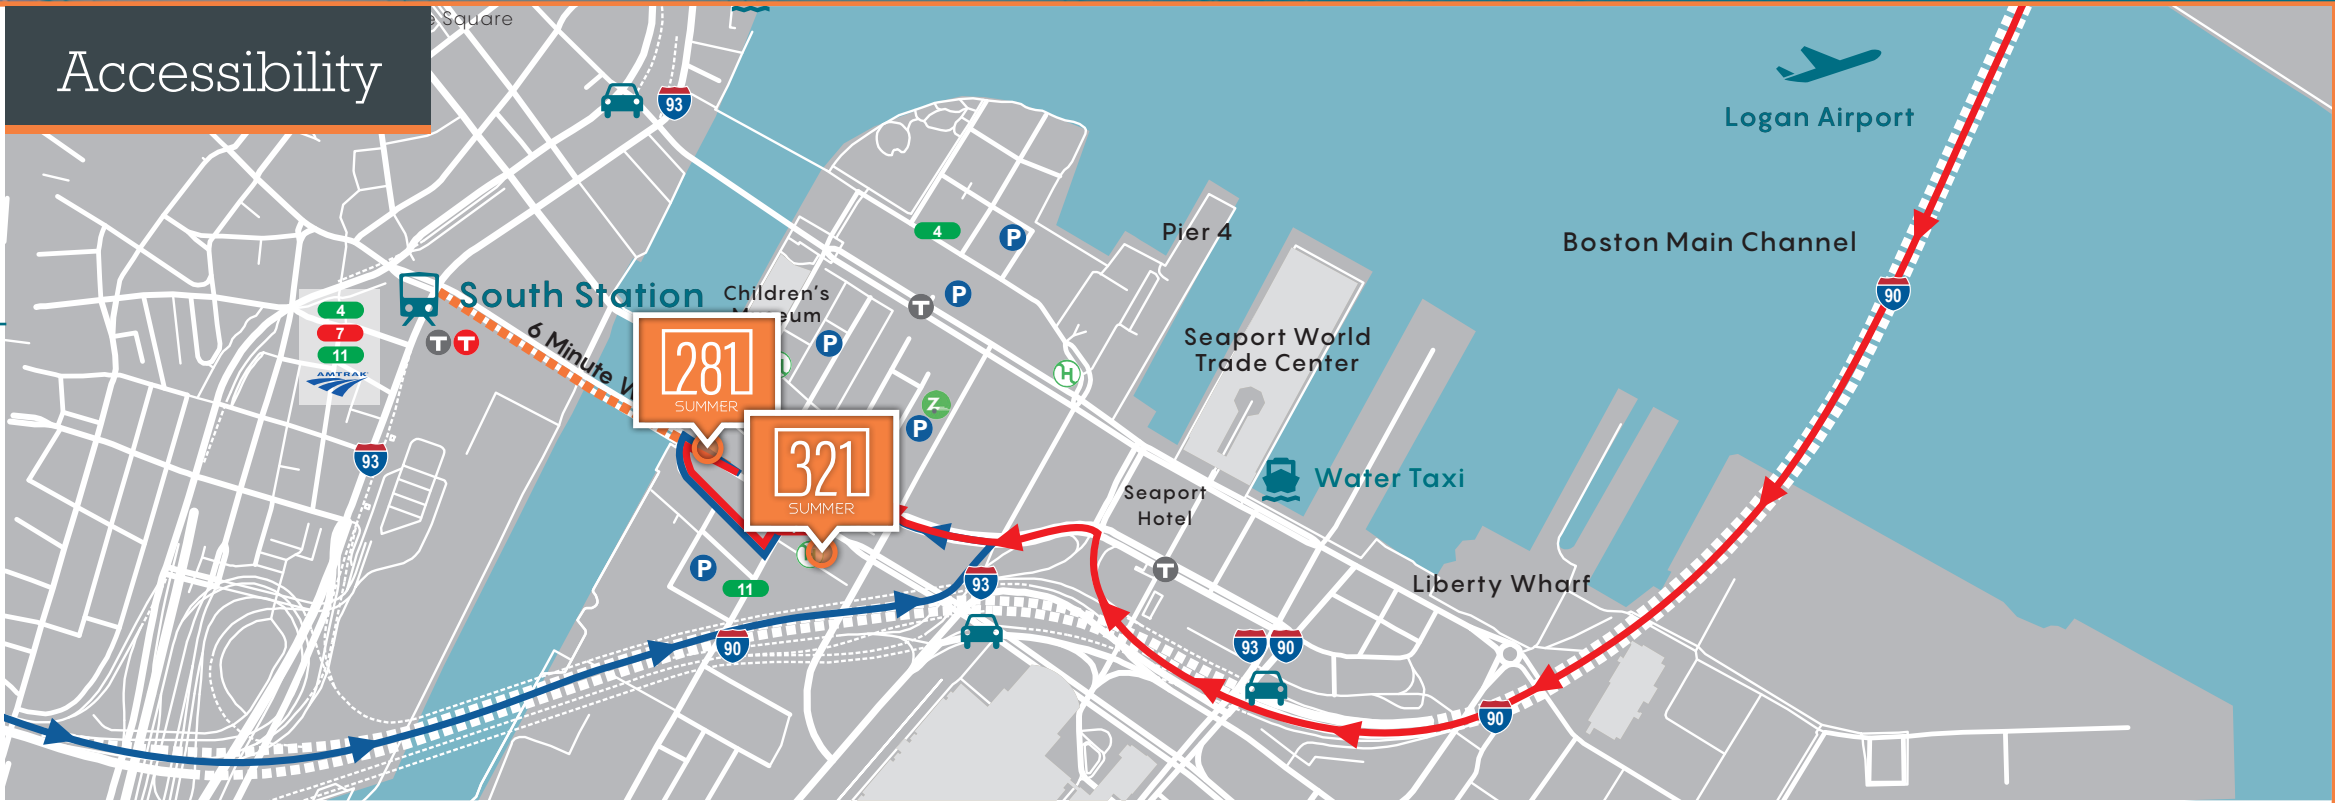 Square
Accessibility
93
Logan Airport
4
P
Pier 4
Boston Main Channel
90
South Station
Children's
P
T
4
7
11
AMTRAK
T T
6 Minute
281
SUMMER
P
Seaport World
Trade Center
H
Z
P
321
SUMMER
93
Water Taxi
Seaport
Hotel
P
11
93
T
Liberty Wharf
90
93 90
90